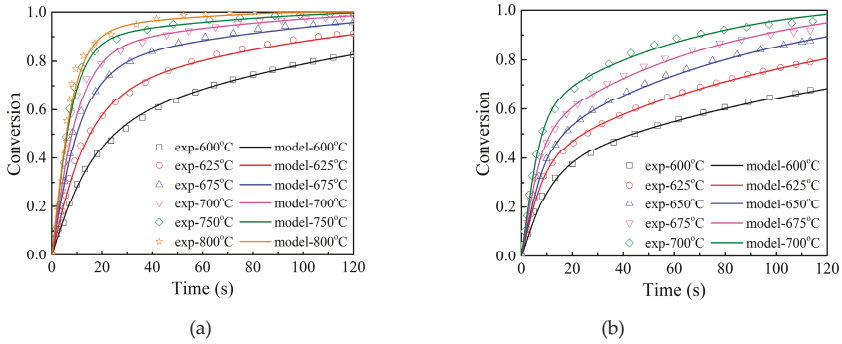 1.0
0.8
0.6
0.4
0.2
0.0
Conversion
exp-600°C model-600°C
exp-625°C model-625°C
exp-675°C model-675°C
exp-700°C model-700°C
exp-750°C model-750°C
exp-800°C model-800°C
0 20 40 60 80 100 120
Time (s)
(a)
1.0
0.8
0.6
0.4
0.2
0.0
Conversion
exp-600°C model-600°C
exp-625°C model-625°C
exp-650°C model-650°C
exp-675°C model-675°C
exp-700°C model-700°C
0 20 40 60 80 100 120
Time (s)
(b)